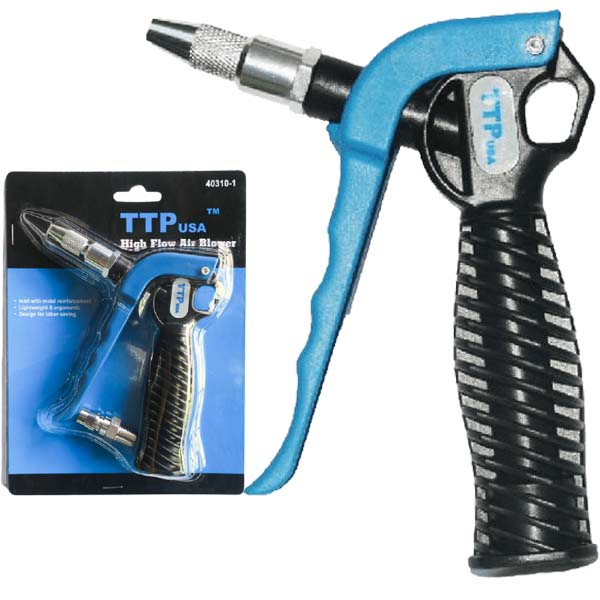 TTP USA
40310-1
TTP USA ™
High Flow Air Blower
• Inlet with metal reinforcement
• Lightweight & ergonomic
• Design for labor-saving
TTP USA